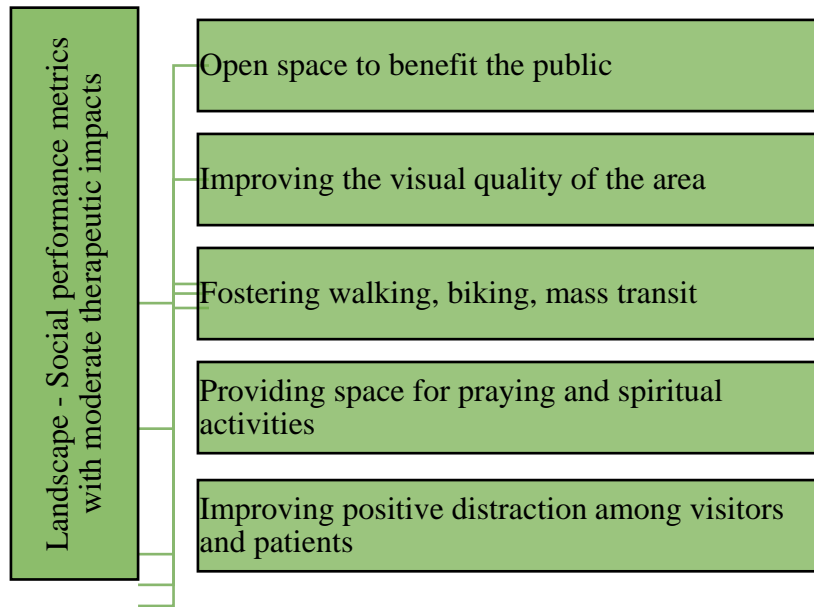 Landscape - Social performance metrics
with moderate therapeutic impacts
Open space to benefit the public
Improving the visual quality of the area
Fostering walking, biking, mass transit
Providing space for praying and spiritual
activities
Improving positive distraction among visitors
and patients